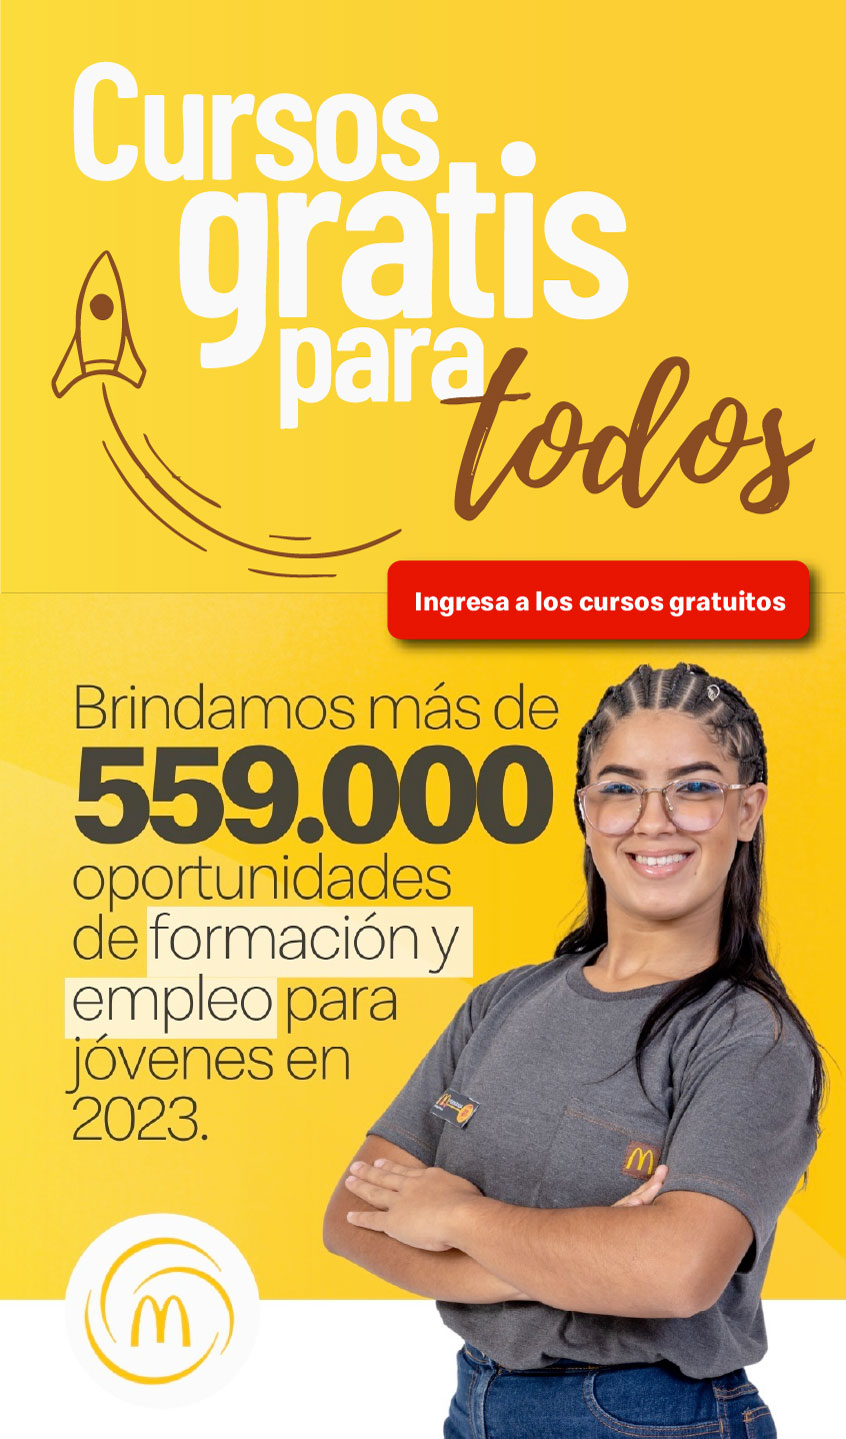 Cursos
gratis
para
todos
Ingresa a los cursos gratuitos
Brindamos más de
559.000
oportunidades
de formación y
empleo para
jóvenes en
2023.